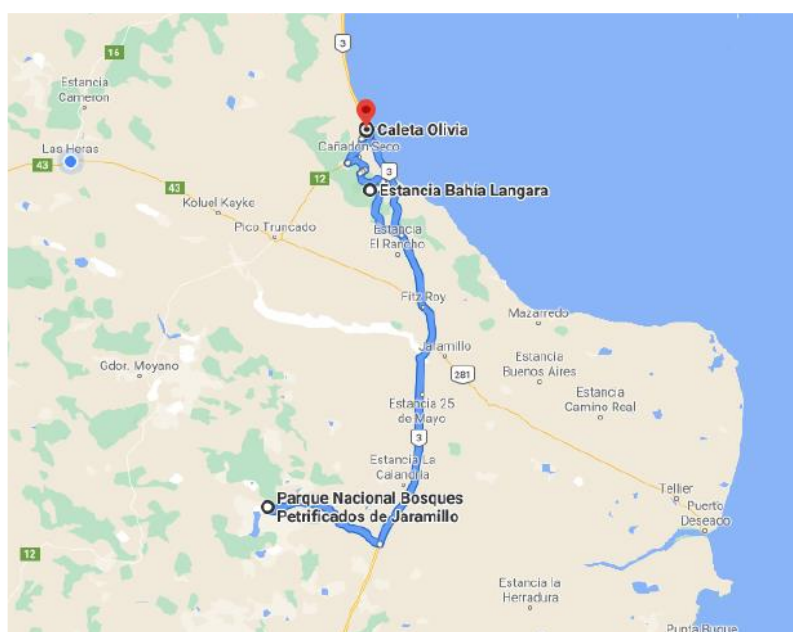 3
16
Estancia
Cameron
Caleta Olivia
Las Heras
Cañadón Seco
43
3
12
43
Estancia Bahía Langara
Koluel Kayke
Pico Truncado
Estancia
El Rancho
Fitz Roy
Mazarredo
Jaramillo
Gdor. Moyano
281
Estancia
Buenos Aires
Estancia 25
de Mayo
Estancia
Camino Real
3
Estancia La
Calandria
Parque Nacional Bosques
Petrificados de Jaramillo
Tellier
Puerto
Deseado
12
Estancia la
Herradura
Punta Buque